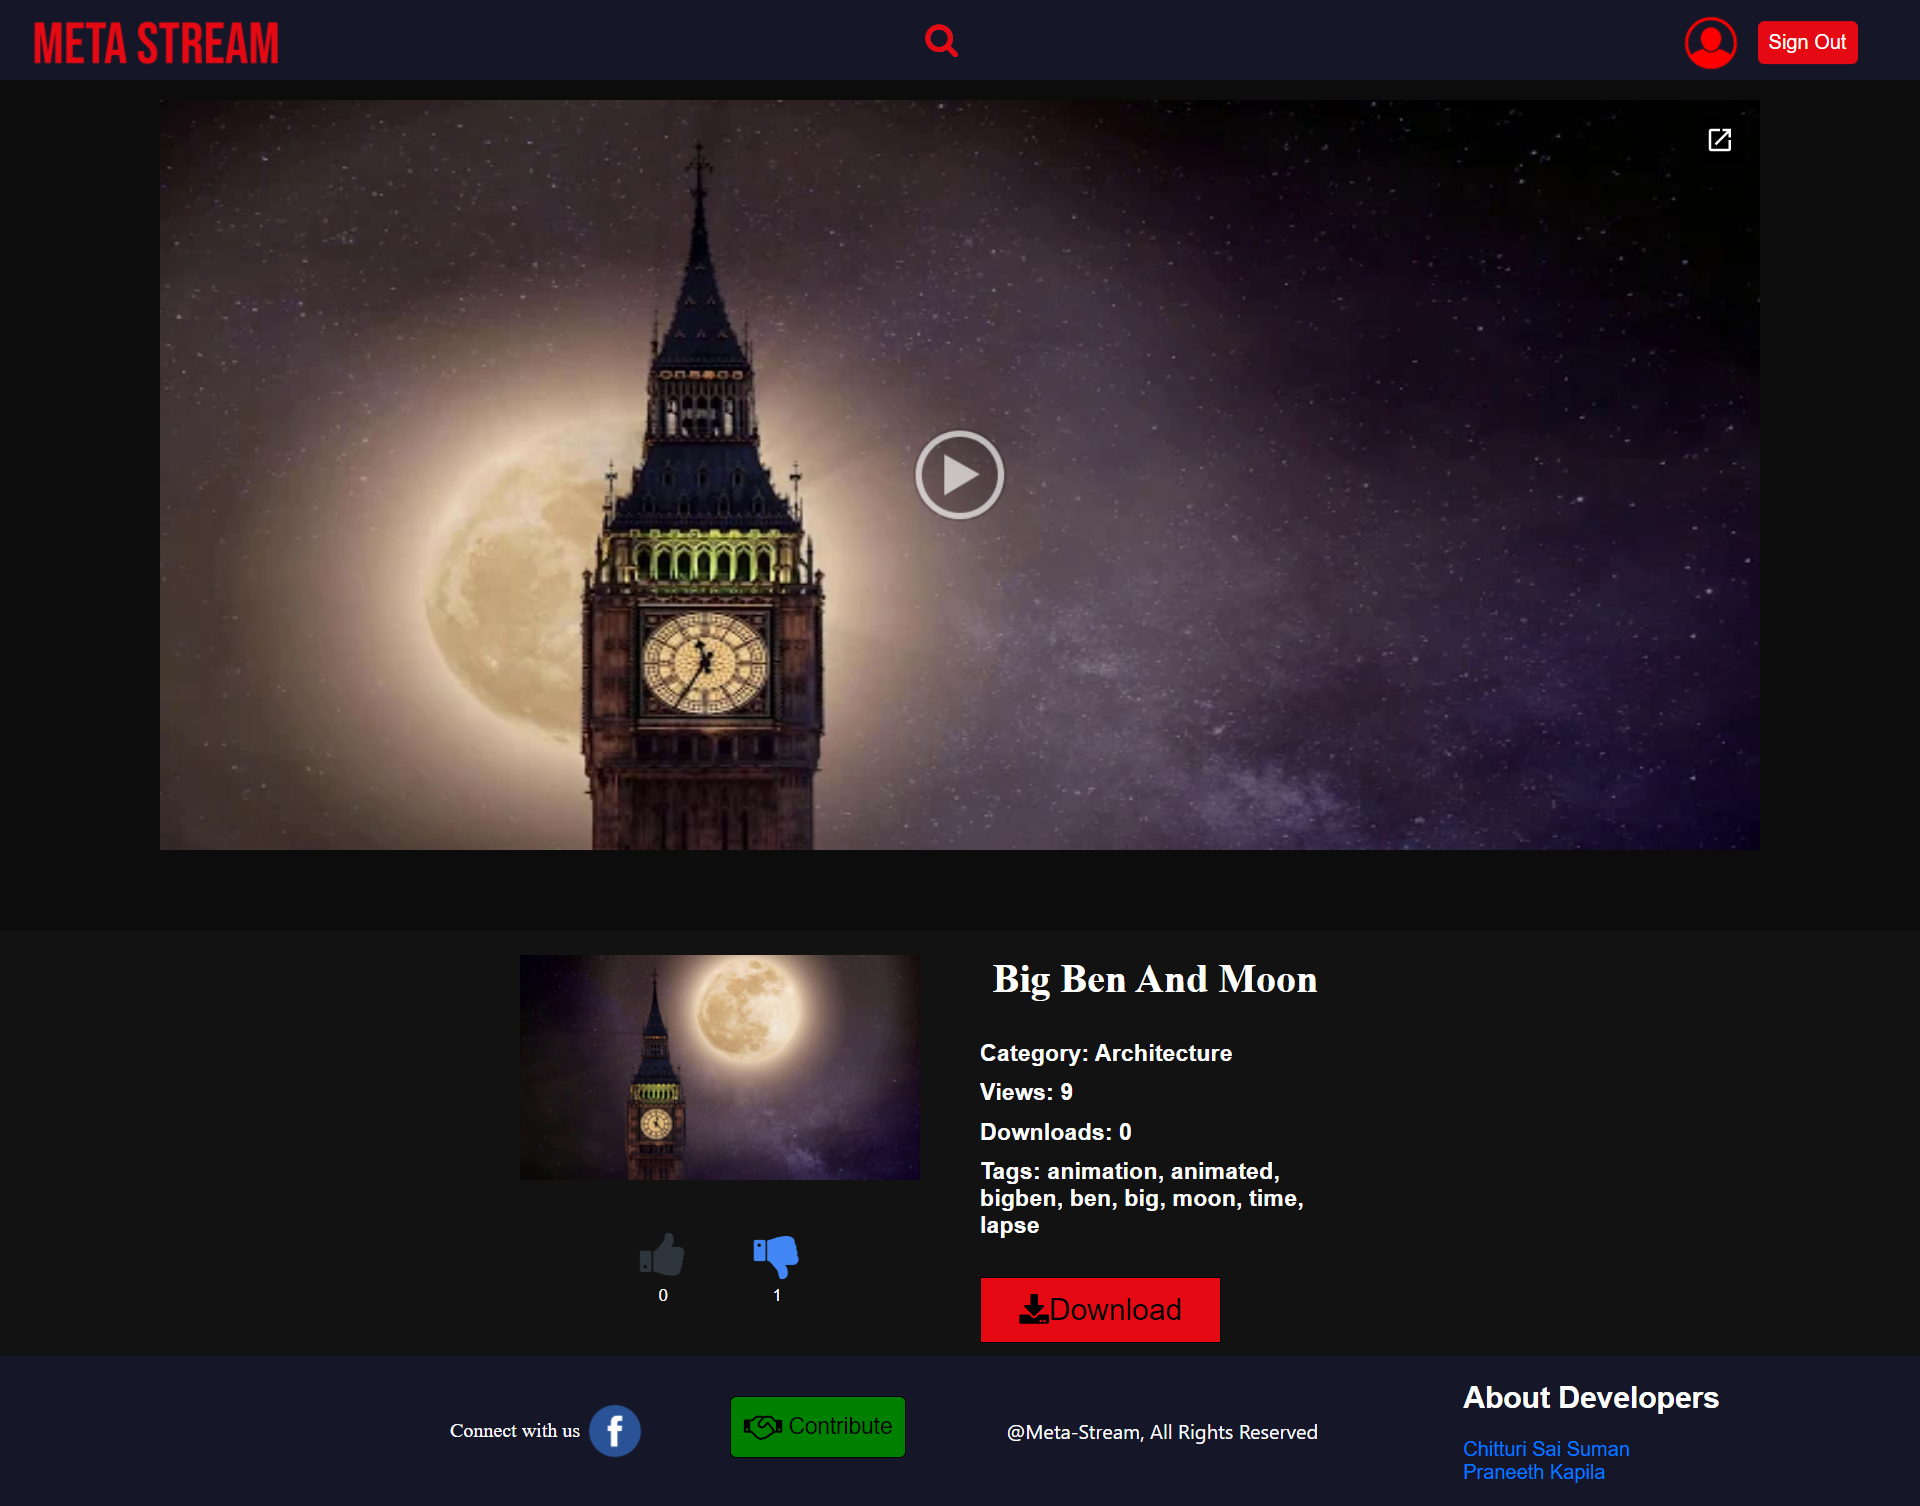 META STREAM
Sign Out
Big Ben And Moon
Category: Architecture
Views: 9
Downloads: 0
Tags: animation, animated,
bigben, ben, big, moon, time,
lapse
0
1
Download
Connect with us
Contribute
@Meta-Stream, All Rights Reserved
About Developers
Chitturi Sai Suman
Praneeth Kapila